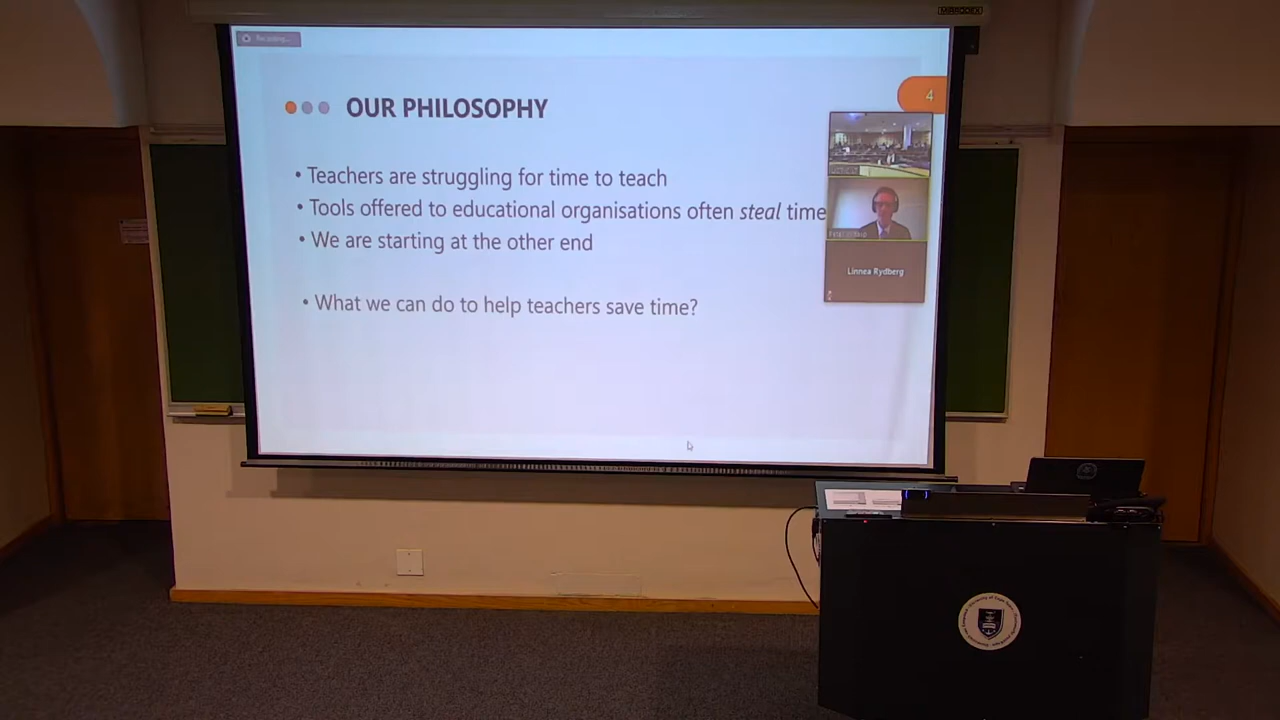 Recording...
4
OUR PHILOSOPHY
• Teachers are struggling for time to teach
• Tools offered to educational organisations often steal time
• We are starting at the other end
• What we can do to help teachers save time?
Linnea Rydberg